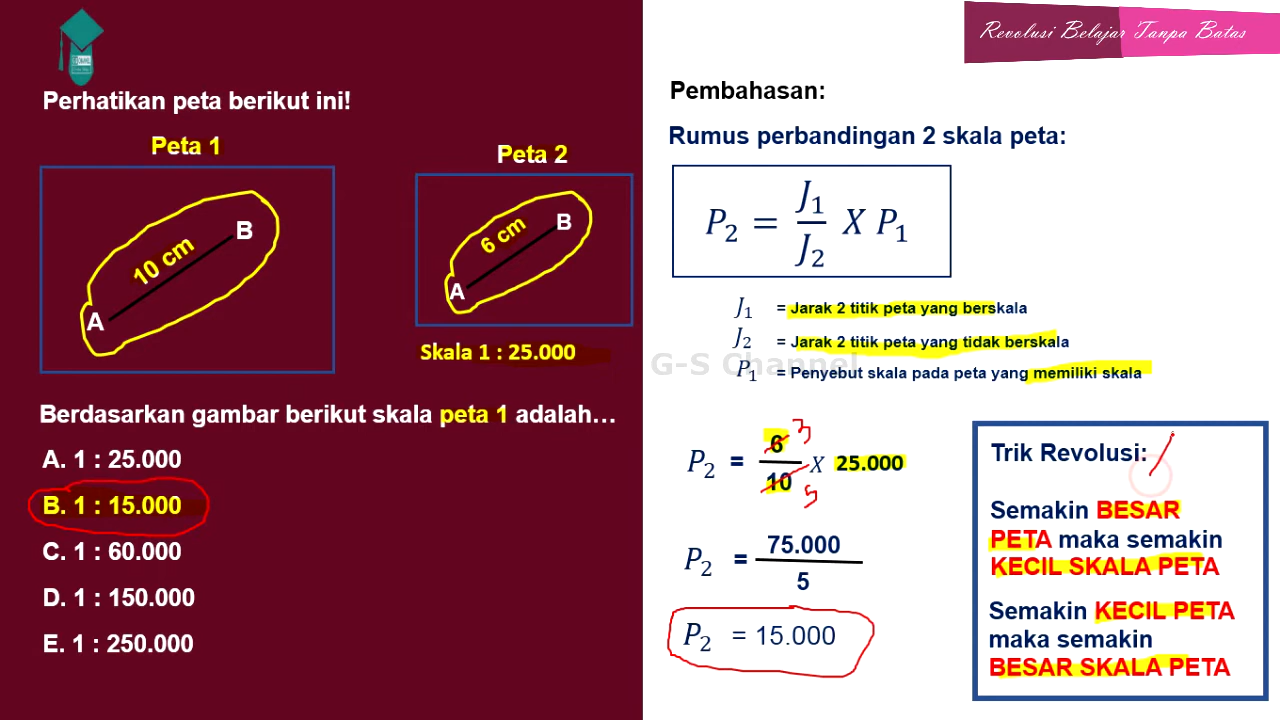 Revolusi Belajar Tanpa Batas
Perhatikan peta berikut ini!
Peta 1
10 cm
A
B
Peta 2
6 cm
A
B
Skala 1 : 25.000
Berdasarkan gambar berikut skala peta 1 adalah...
A. 1 : 25.000
B. 1 : 15.000
C. 1 : 60.000
D. 1 : 150.000
E. 1 : 250.000
Pembahasan:
Rumus perbandingan 2 skala peta:
P₂ = J₁/J₂ X P₁
J₁ = Jarak 2 titik peta yang berskala
J₂ = Jarak 2 titik peta yang tidak berskala
G-S Channel
P₁ = Penyebut skala pada peta yang memiliki skala
P₂ = 6/10 X 25.000
3
5
P₂ = 75.000/5
P₂ = 15.000
Trik Revolusi:
Semakin BESAR
PETA maka semakin
KECIL SKALA PETA
Semakin KECIL PETA
maka semakin
BESAR SKALA PETA